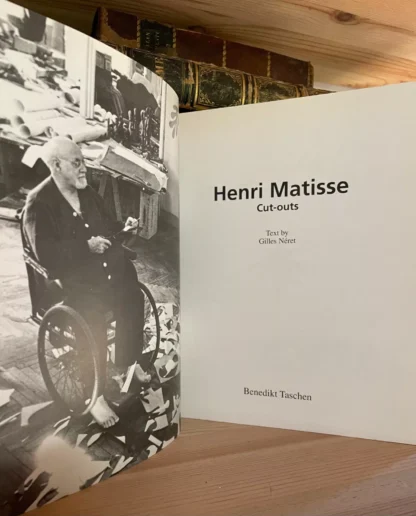 Henri Matisse
Cut-outs
Text by
Gilles Néret
Benedikt Taschen